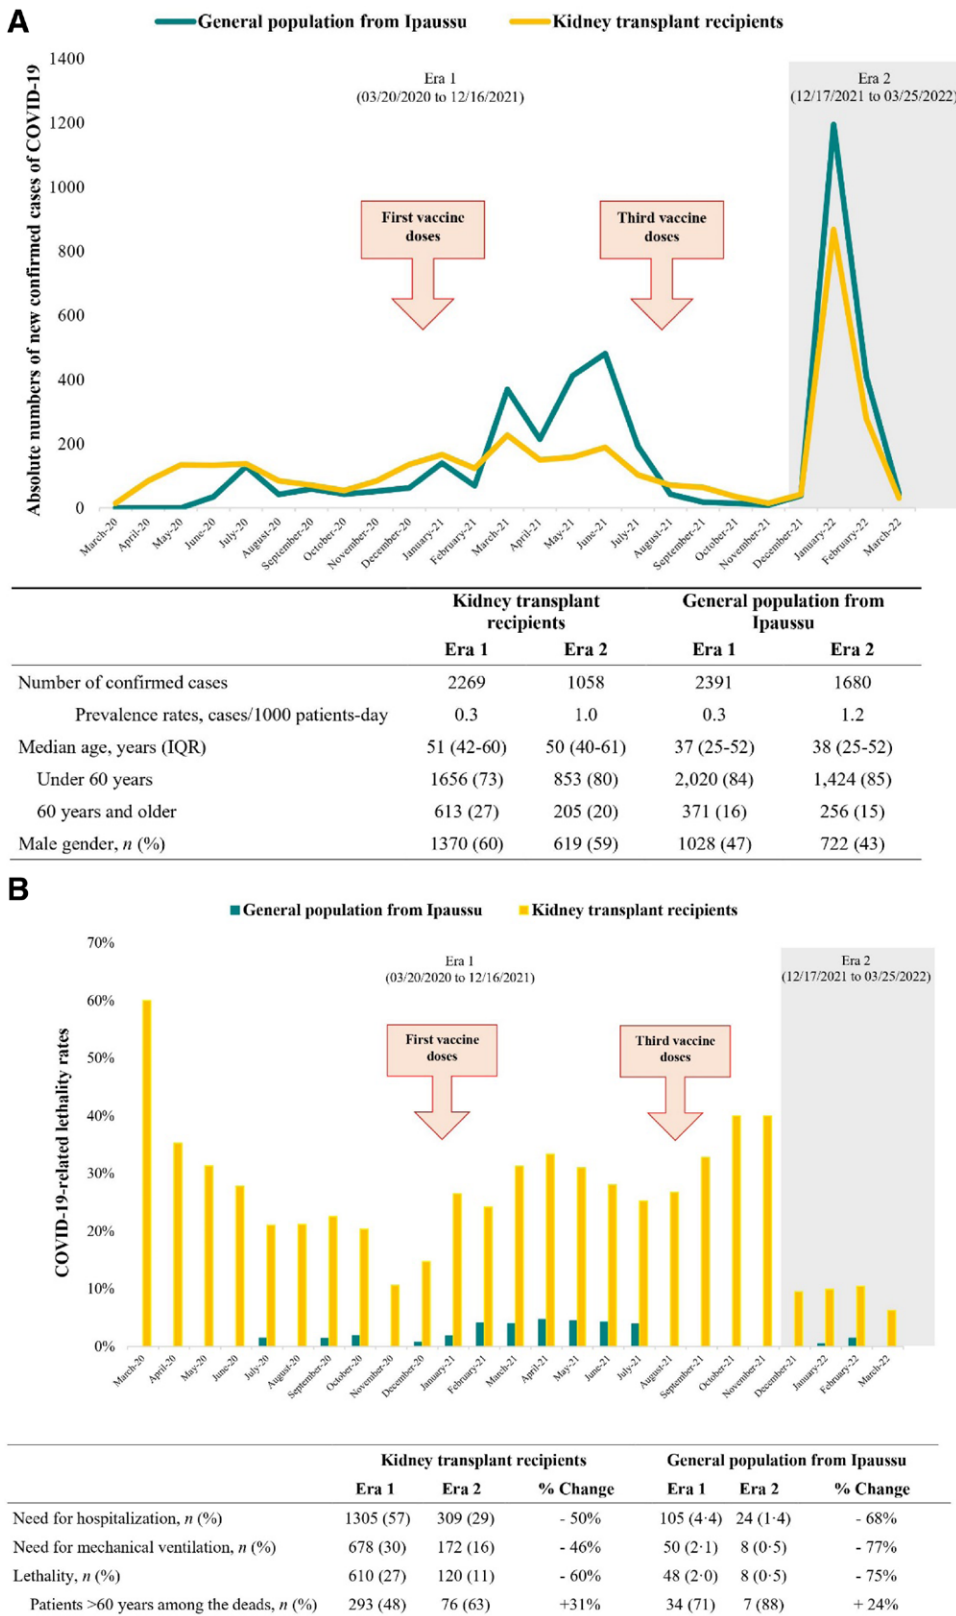 A
General population from Ipaussu
Kidney transplant recipients
Absolute numbers of new confirmed cases of COVID-19
1400
1200
1000
800
600
400
200
0
Era 1
(03/20/2020 to 12/16/2021)
Era 2
(12/17/2021 to 03/25/2022)
First vaccine
doses
Third vaccine
doses
March-20
April-20
May-20
June-20
July-20
August-20
September-20
October-20
November-20
December-20
January-21
February-21
March-21
April-21
May-21
June-21
July-21
August-21
September-21
October-21
November-21
December-21
January-22
February-22
March-22
Kidney transplant recipients General population from Ipaussu
Era 1 Era 2 Era 1 Era 2
Number of confirmed cases 2269 1058 2391 1680
Prevalence rates, cases/1000 patients-day 0.3 1.0 0.3 1.2
Median age, years (IQR) 51 (42-60) 50 (40-61) 37 (25-52) 38 (25-52)
Under 60 years 1656 (73) 853 (80) 2,020 (84) 1,424 (85)
60 years and older 613 (27) 205 (20) 371 (16) 256 (15)
Male gender, n (%) 1370 (60) 619 (59) 1028 (47) 722 (43)
B
General population from Ipaussu
Kidney transplant recipients
COVID-19-related lethality rates
70%
60%
50%
40%
30%
20%
10%
0%
Era 1
(03/20/2020 to 12/16/2021)
Era 2
(12/17/2021 to 03/25/2022)
First vaccine
doses
Third vaccine
doses
March-20
April-20
May-20
June-20
July-20
August-20
September-20
October-20
November-20
December-20
January-21
February-21
March-21
April-21
May-21
June-21
July-21
August-21
September-21
October-21
November-21
December-21
January-22
February-22
March-22
Kidney transplant recipients General population from Ipaussu
Era 1 Era 2 % Change Era 1 Era 2 % Change
Need for hospitalization, n (%) 1305 (57) 309 (29) - 50% 105 (4·4) 24 (1·4) - 68%
Need for mechanical ventilation, n (%) 678 (30) 172 (16) - 46% 50 (2·1) 8 (0·5) - 77%
Lethality, n (%) 610 (27) 120 (11) - 60% 48 (2·0) 8 (0·5) - 75%
Patients >60 years among the deads, n (%) 293 (48) 76 (63) +31% 34 (71) 7 (88) + 24%